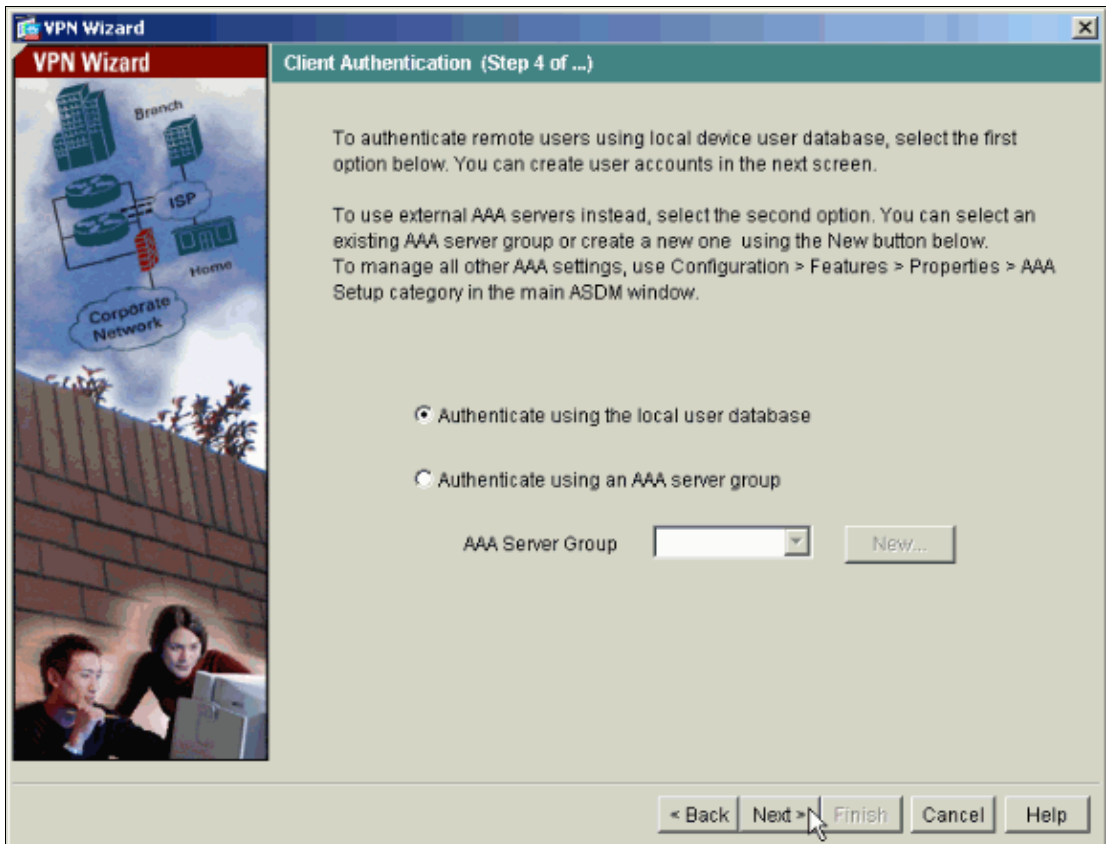 VPN Wizard
VPN Wizard
Client Authentication (Step 4 of ...)
Branch
ISP
Home
Corporate
Network
To authenticate remote users using local device user database, select the first
option below. You can create user accounts in the next screen.
To use external AAA servers instead, select the second option. You can select an
existing AAA server group or create a new one using the New button below.
To manage all other AAA settings, use Configuration > Features > Properties > AAA
Setup category in the main ASDM window.
Authenticate using the local user database
Authenticate using an AAA server group
AAA Server Group
New...
< Back
Next >
Finish
Cancel
Help